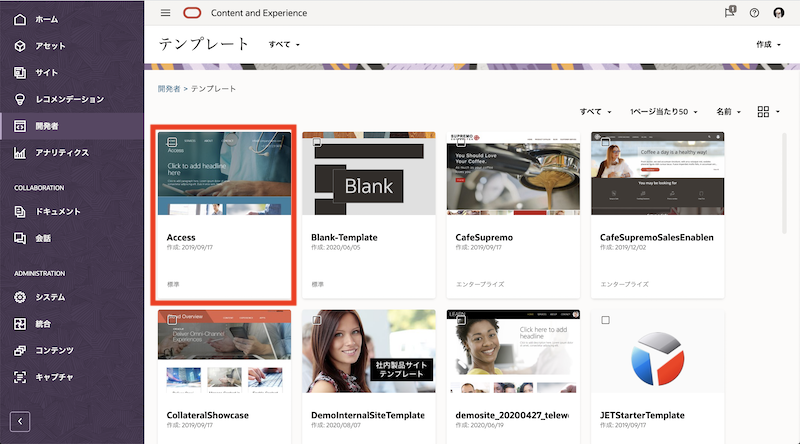 ホーム
アセット
サイト
レコメンデーション
開発者
アナリティクス
COLLABORATION
ドキュメント
会話
ADMINISTRATION
システム
統合
コンテンツ
キャプチャ
Content and Experience
テンプレート
すべて
作成
開発者 > テンプレート
すべて
1ページ当たり50
名前
Access
Click to add headline
here
Access
作成: 2019/09/17
標準
Blank
Blank-Template
作成: 2020/06/05
標準
You Should Love
Your Coffee.
CafeSupremo
作成: 2019/09/17
エンタープライズ
Coffee a day is a healthy way!
You may be looking for
CafeSupremoSalesEnablen
作成: 2019/12/02
エンタープライズ
Deliver Omni-Channel
Experiences
CollateralShowcase
作成: 2019/09/17
社内製品サイト
テンプレート
DemoInternalSiteTemplate
作成: 2020/08/07
LEARN
Click here to add
headline
demosite_20200427_telew
作成: 2020/06/19
JETStarterTemplate
作成: 2019/09/17